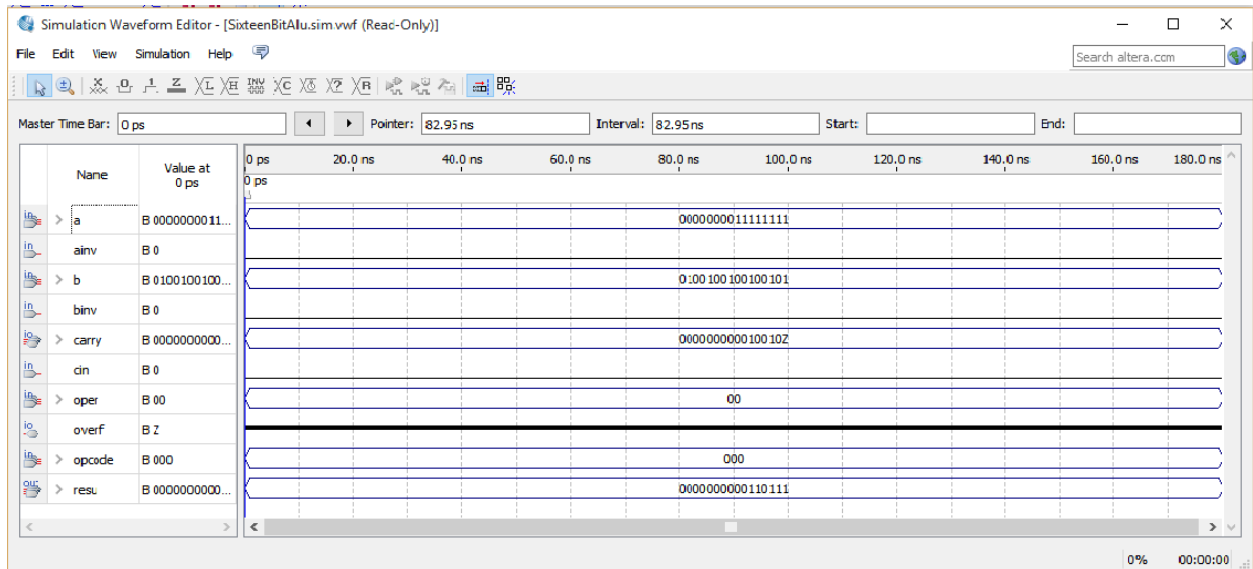 Simulation Waveform Editor - [SixteenBitAlu.sim.vwf (Read-Only)]
File Edit View Simulation Help
Search altera.com
Master Time Bar: 0 ps Pointer: 82.95 ns Interval: 82.95 ns Start: End:
Name Value at 0 ps 0 ps 20.0 ns 40.0 ns 60.0 ns 80.0 ns 100.0 ns 120.0 ns 140.0 ns 160.0 ns 180.0 ns
0 ps
a B 0000000011... 0000000011111111
ainv B 0
b B 0100100100... 0100100100100101
binv B 0
carry B 0000000000... 000000000010010Z
cin B 0
oper B 00 00
overf B Z
opcode B 000 000
resu B 0000000000... 0000000000110111
0% 00:00:00